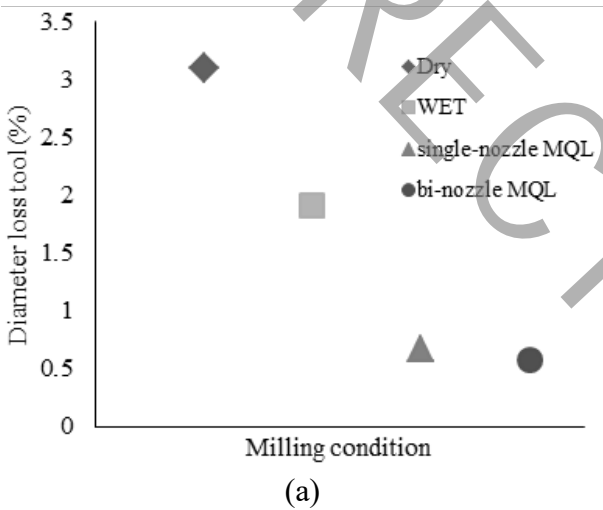 3.5
3
2.5
2
1.5
1
0.5
0
Diameter loss tool (%)
Dry
WET
single-nozzle MQL
bi-nozzle MQL
Milling condition
(a)
RECT